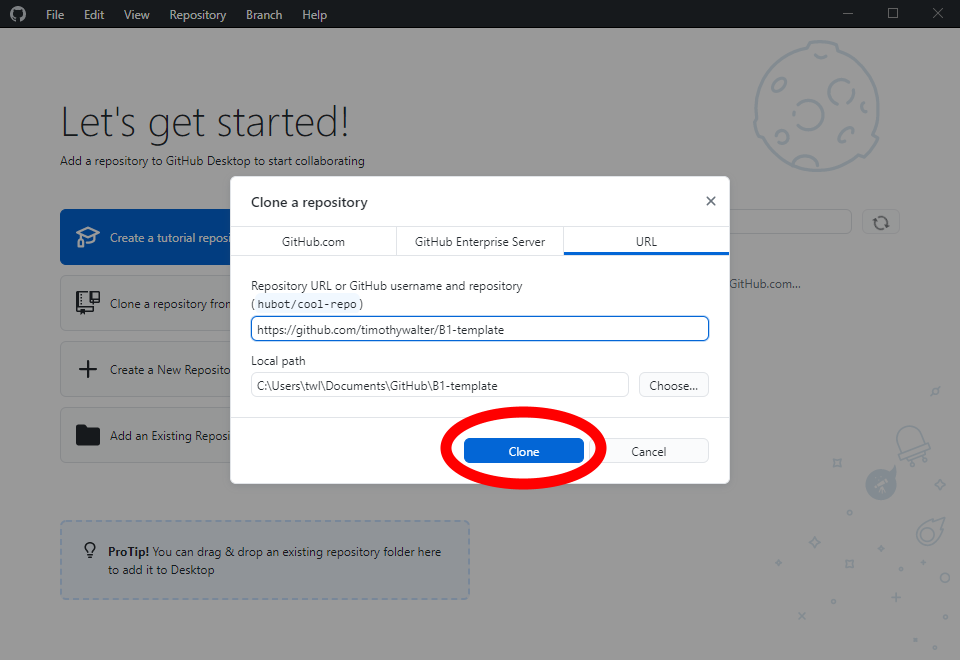 File Edit View Repository Branch Help
Let's get started!
Add a repository to GitHub Desktop to start collaborating
Clone a repository
GitHub.com GitHub Enterprise Server URL
Create a tutorial reposi
Repository URL or GitHub username and repository
GitHub.com...
(hubot/cool-repo)
Clone a repository from
https://github.com/timothywalter/B1-template
Local path
Create a New Reposito
C:\Users\twl\Documents\GitHub\B1-template Choose...
Add an Existing Reposi
Clone Cancel
ProTip! You can drag & drop an existing repository folder here
to add it to Desktop